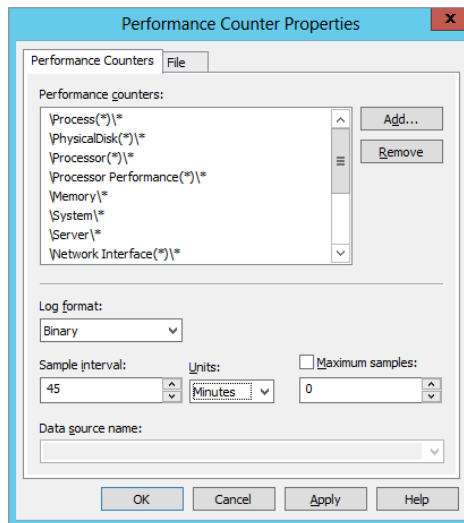 Performance Counter Properties
x
Performance Counters File
Performance counters:
\Process(*)\*
\PhysicalDisk(*)\*
\Processor(*)\*
\Processor Performance(*)\*
\Memory\*
\System\*
\Server\*
\Network Interface(*)\*
Add...
Remove
Log format:
Binary
Sample interval: Units: Maximum samples:
45 Minutes 0
Data source name:
OK Cancel Apply Help